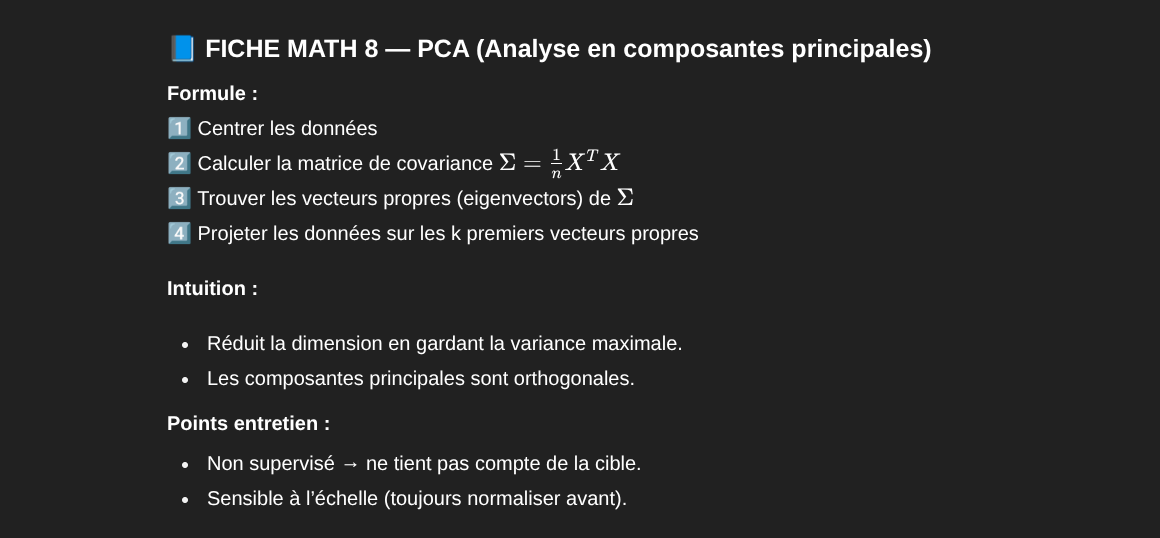 📘 FICHE MATH 8 — PCA (Analyse en composantes principales)
Formule :
1️⃣ Centrer les données
2️⃣ Calculer la matrice de covariance $\Sigma = \frac{1}{n} X^T X$
3️⃣ Trouver les vecteurs propres (eigenvectors) de $\Sigma$
4️⃣ Projeter les données sur les k premiers vecteurs propres
Intuition :
• Réduit la dimension en gardant la variance maximale.
• Les composantes principales sont orthogonales.
Points entretien :
• Non supervisé → ne tient pas compte de la cible.
• Sensible à l’échelle (toujours normaliser avant).